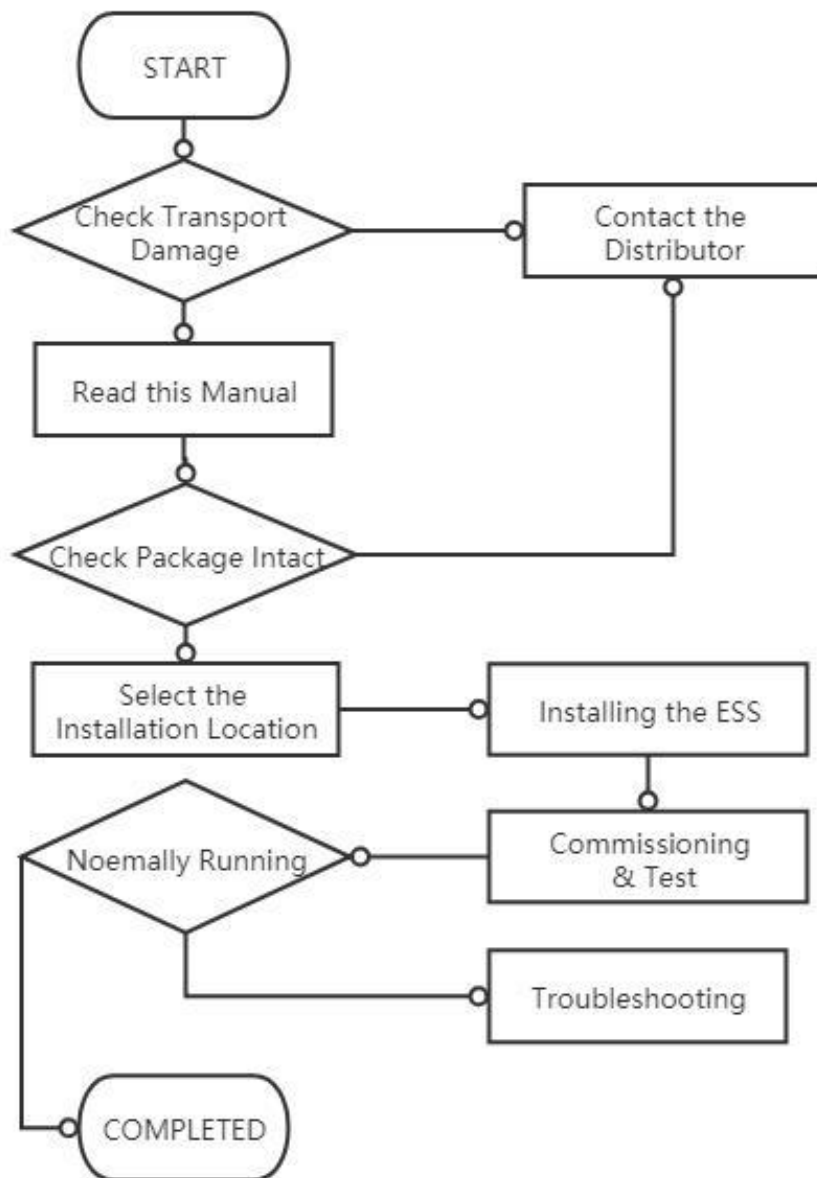 START
Check Transport
Damage
Contact the
Distributor
Read this Manual
Check Package Intact
Select the
Installation Location
Installing the ESS
Commissioning
& Test
Noemally Running
Troubleshooting
COMPLETED